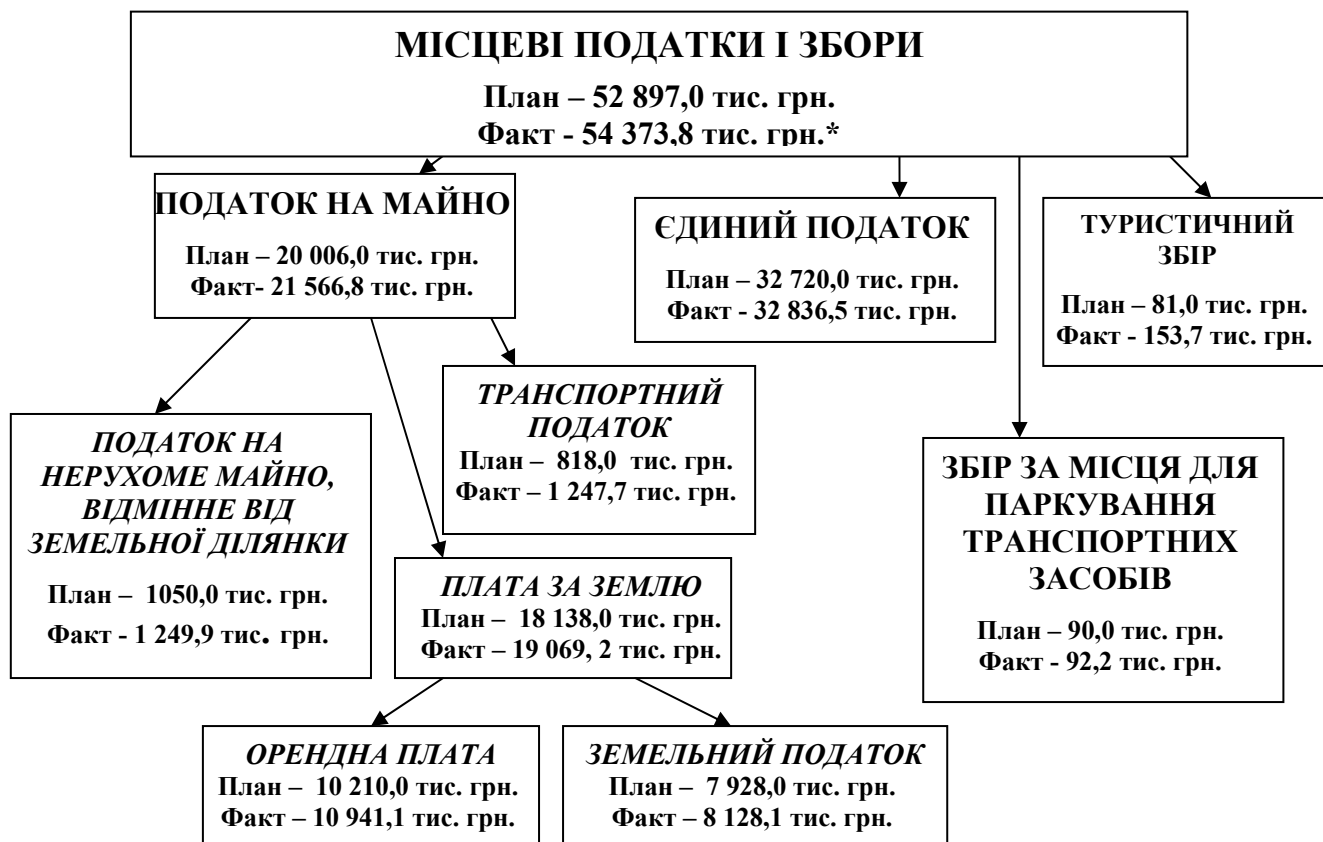 МІСЦЕВІ ПОДАТКИ І ЗБОРИ
План – 52 897,0 тис. грн.
Факт - 54 373,8 тис. грн.*
ПОДАТОК НА МАЙНО
План – 20 006,0 тис. грн.
Факт- 21 566,8 тис. грн.
ЄДИНИЙ ПОДАТОК
План – 32 720,0 тис. грн.
Факт - 32 836,5 тис. грн.
ТУРИСТИЧНИЙ
ЗБІР
План – 81,0 тис. грн.
Факт - 153,7 тис. грн.
ТРАНСПОРТНИЙ
ПОДАТОК
План – 818,0 тис. грн.
Факт – 1 247,7 тис. грн.
ПОДАТОК НА
НЕРУХОМЕ МАЙНО,
ВІДМІННЕ ВІД
ЗЕМЕЛЬНОЇ ДІЛЯНКИ
План – 1050,0 тис. грн.
Факт - 1 249,9 тис. грн.
ЗБІР ЗА МІСЦЯ ДЛЯ
ПАРКУВАННЯ
ТРАНСПОРТНИХ
ЗАСОБІВ
План – 90,0 тис. грн.
Факт - 92,2 тис. грн.
ПЛАТА ЗА ЗЕМЛЮ
План – 18 138,0 тис. грн.
Факт – 19 069, 2 тис. грн.
ОРЕНДНА ПЛАТА
План – 10 210,0 тис. грн.
Факт – 10 941,1 тис. грн.
ЗЕМЕЛЬНИЙ ПОДАТОК
План – 7 928,0 тис. грн.
Факт – 8 128,1 тис. грн.